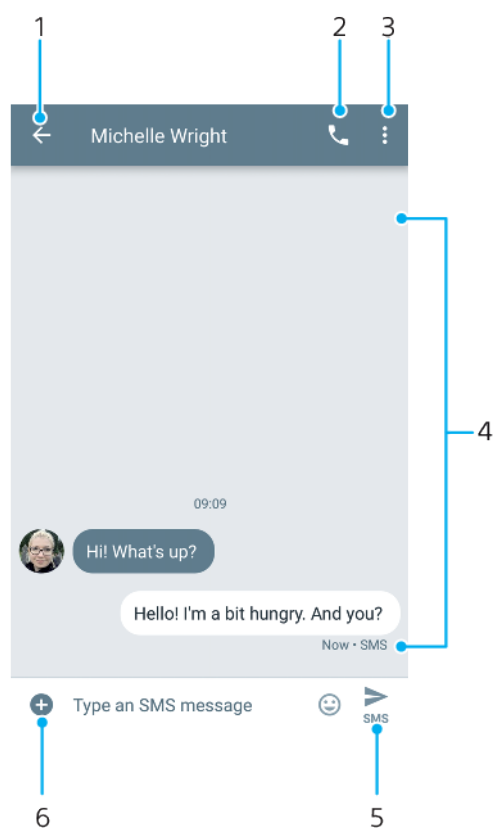 1 2 3
Michelle Wright
4
09:09
Hi! What's up?
Hello! I'm a bit hungry. And you?
Now • SMS
Type an SMS message
SMS
6 5